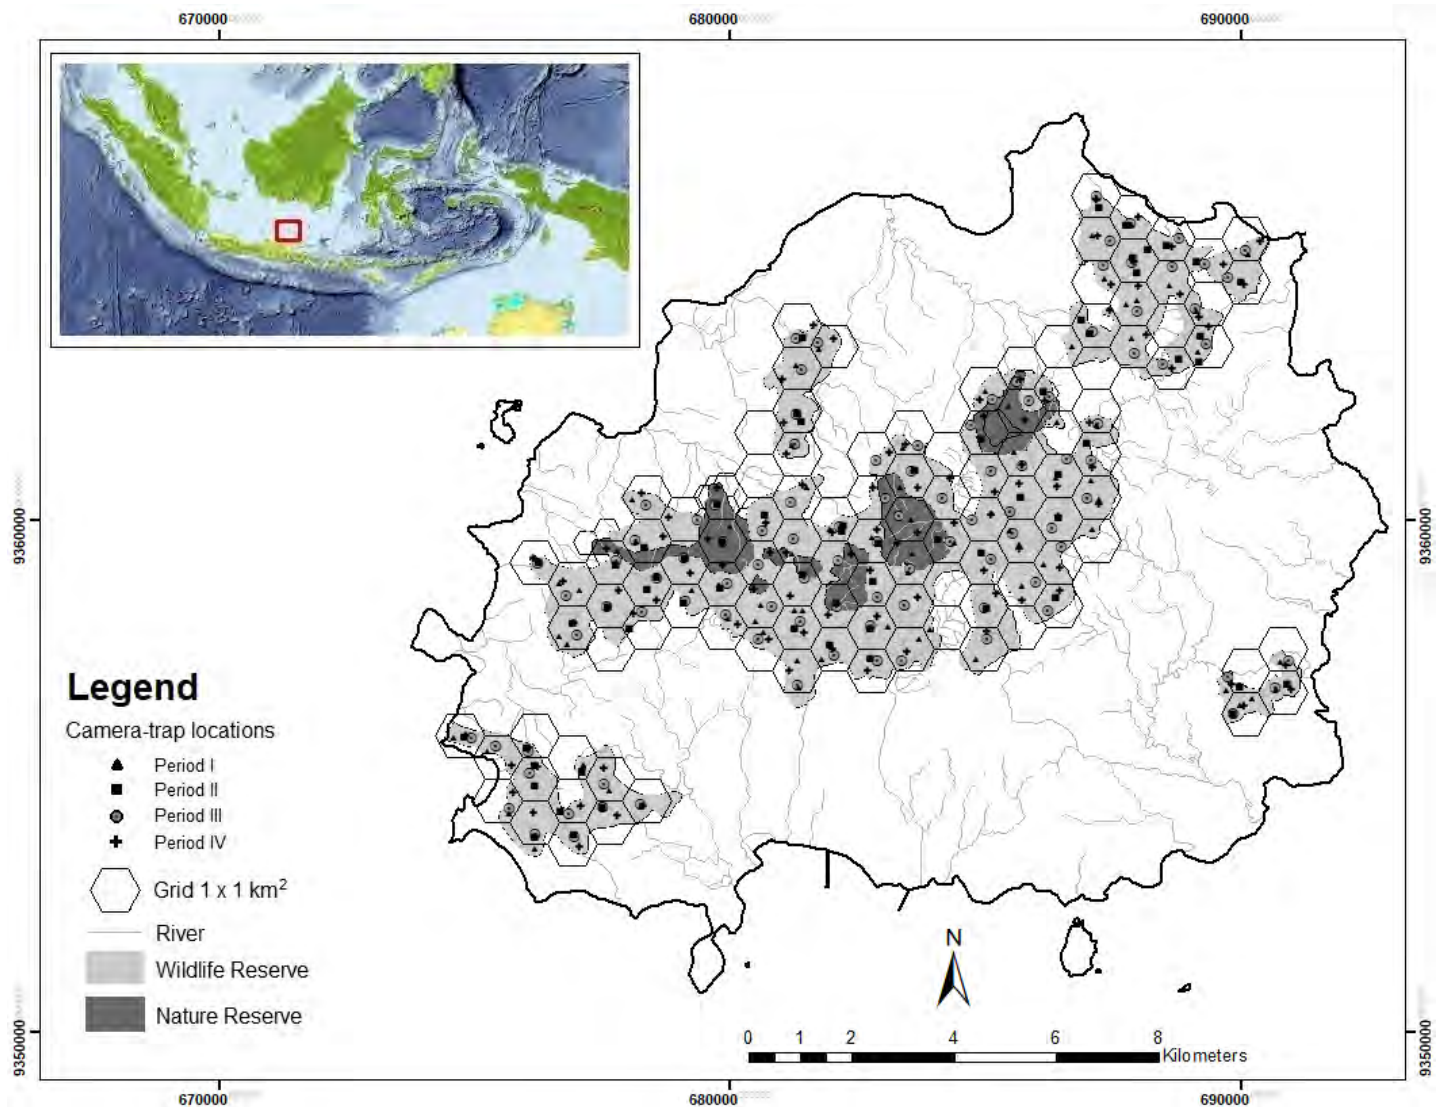 670000
680000
690000
9360000
9360000
Legend
Camera-trap locations
Period I
Period II
Period III
Period IV
Grid 1 x 1 km²
River
Wildlife Reserve
Nature Reserve
N
0 1 2 4 6 8
Kilometers
9350000
9350000
670000
680000
690000